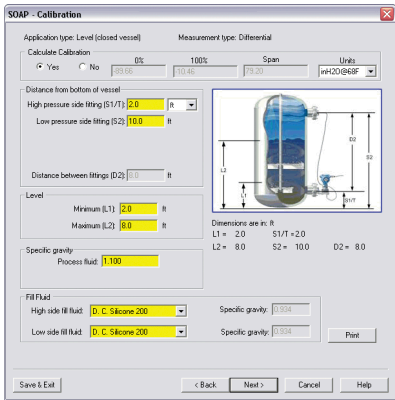 SOAP - Calibration
Application type: Level (closed vessel) Measurement type: Differential
Calculate Calibration
Yes No 0% 100% Span Units
-89.66 -10.46 79.20 inH2O@68F
Distance from bottom of vessel
High pressure side fitting (S1/T): 2.0 ft
Low pressure side fitting (S2): 10.0 ft
Distance between fittings (D2): 8.0 ft
Level
Minimum (L1): 2.0 ft
Maximum (L2): 8.0 ft
Specific gravity
Process fluid: 1.100
L2
L1
D2
S2
S1/T
Dimensions are in: ft
L1 = 2.0 S1/T = 2.0
L2 = 8.0 S2 = 10.0 D2 = 8.0
Fill Fluid
High side fill fluid: D. C. Silicone 200 Specific gravity: 0.934
Low side fill fluid: D. C. Silicone 200 Specific gravity: 0.934
Print
Save & Exit < Back Next > Cancel Help